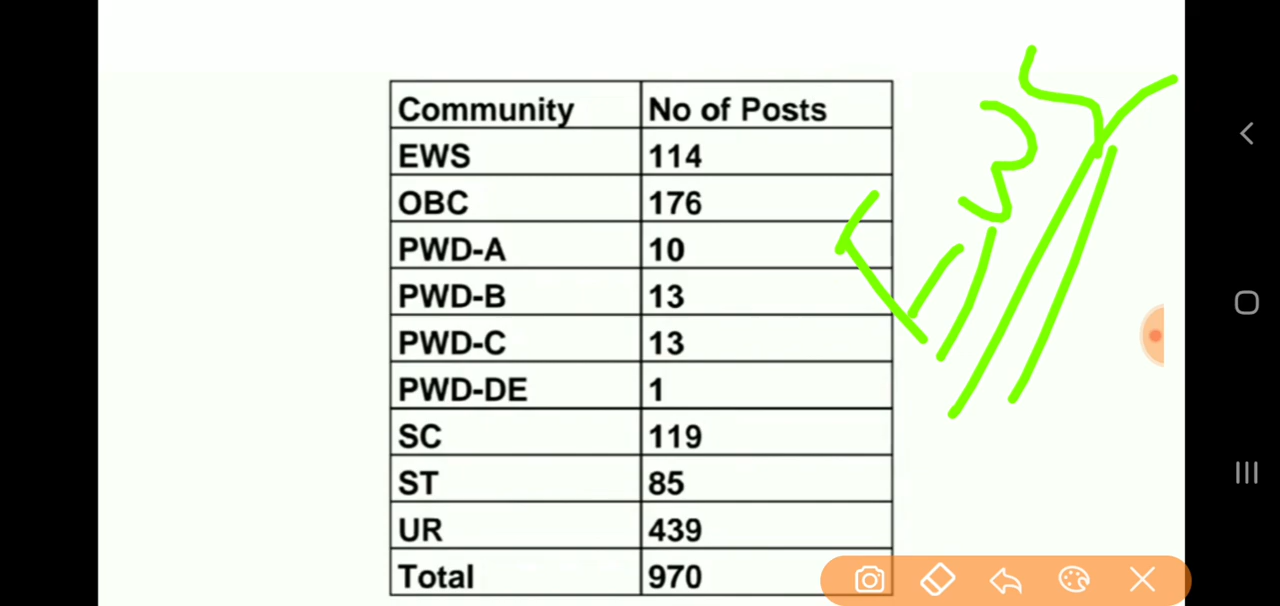 Community No of Posts
EWS 114
OBC 176
PWD-A 10
PWD-B 13
PWD-C 13
PWD-DE 1
SC 119
ST 85
UR 439
Total 970